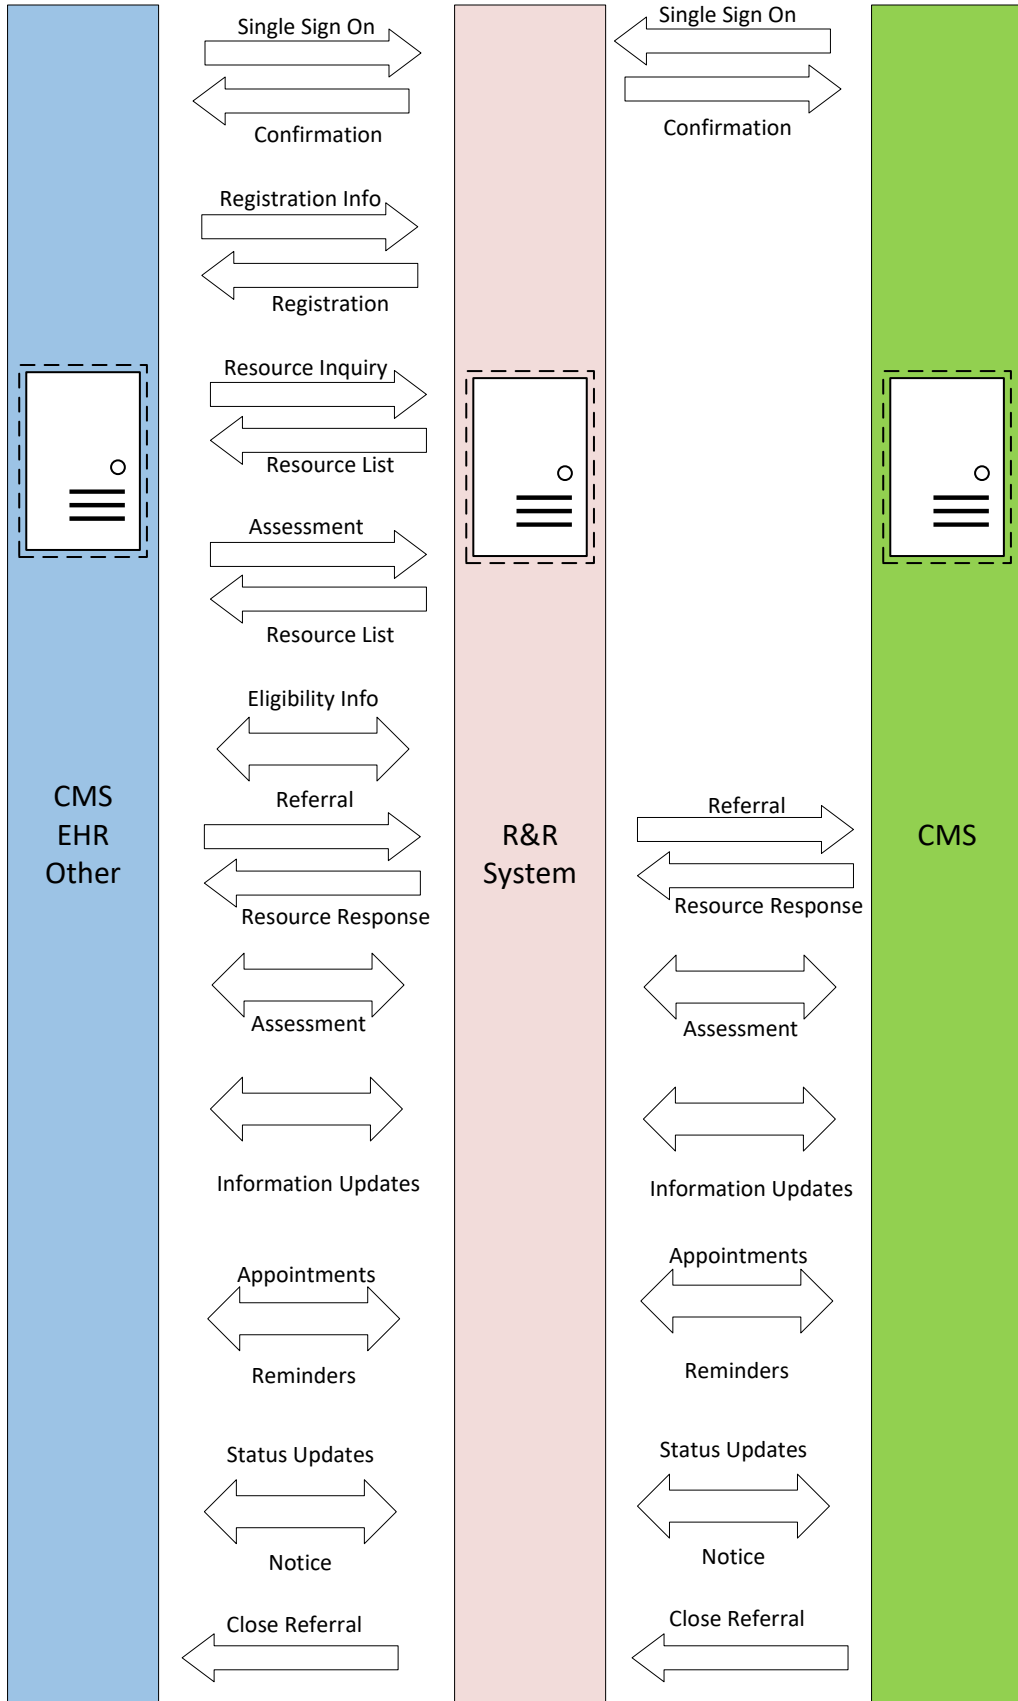 Single Sign On
Single Sign On
Confirmation
Confirmation
Registration Info
Registration
Resource Inquiry
Resource List
Assessment
Resource List
Eligibility Info
Referral
Referral
CMS
EHR
Other
R&R
System
CMS
Resource Response
Resource Response
Assessment
Assessment
Information Updates
Information Updates
Appointments
Appointments
Reminders
Reminders
Status Updates
Status Updates
Notice
Notice
Close Referral
Close Referral